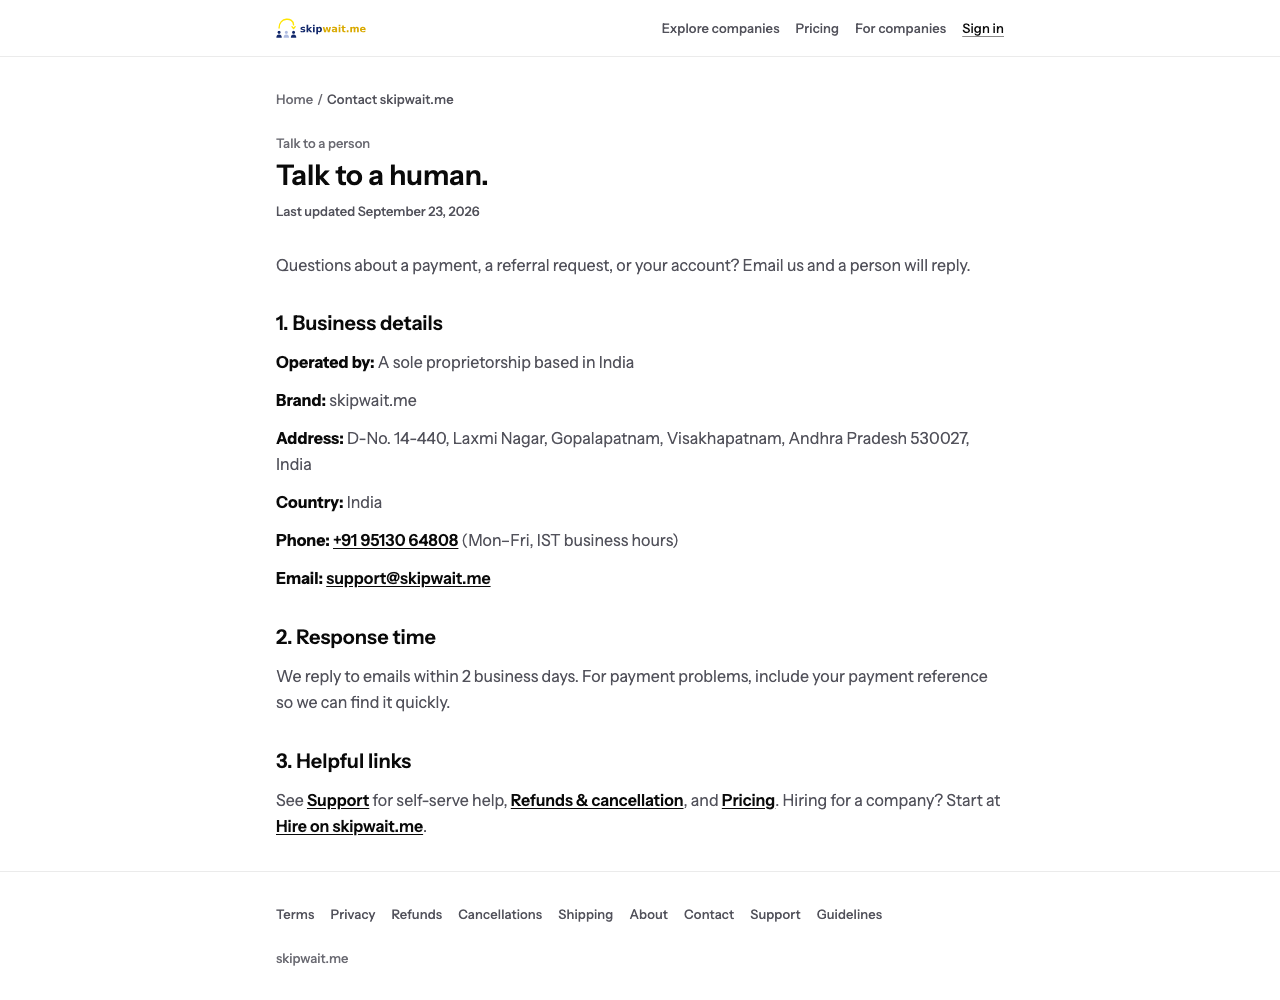 skipwait.me
Explore companies Pricing For companies Sign in
Home / Contact skipwait.me
Talk to a person
Talk to a human.
Last updated September 23, 2026
Questions about a payment, a referral request, or your account? Email us and a person will reply.
1. Business details
Operated by: A sole proprietorship based in India
Brand: skipwait.me
Address: D-No. 14-440, Laxmi Nagar, Gopalapatnam, Visakhapatnam, Andhra Pradesh 530027,
India
Country: India
Phone: +91 95130 64808 (Mon–Fri, IST business hours)
Email: support@skipwait.me
2. Response time
We reply to emails within 2 business days. For payment problems, include your payment reference
so we can find it quickly.
3. Helpful links
See Support for self-serve help, Refunds & cancellation, and Pricing. Hiring for a company? Start at
Hire on skipwait.me.
Terms Privacy Refunds Cancellations Shipping About Contact Support Guidelines
skipwait.me